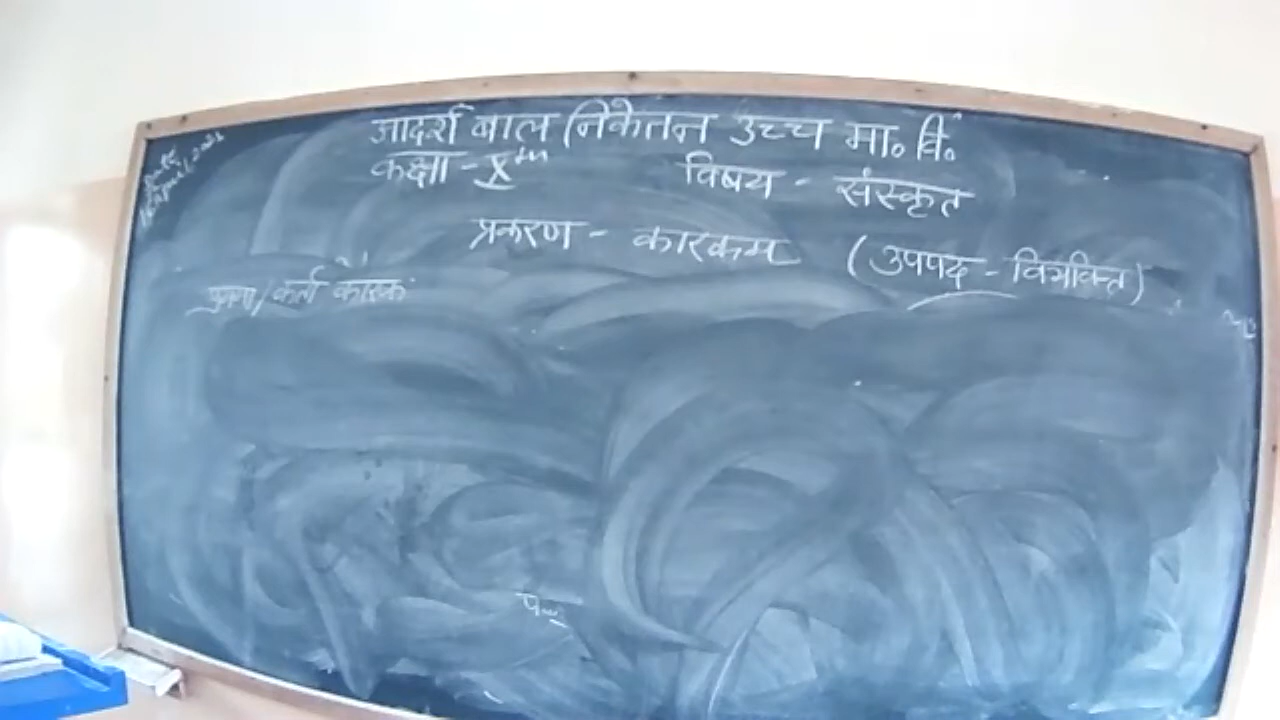 आदर्श बाल निकेतन उच्च मा॰ वि॰
कक्षा - Xth
विषय - संस्कृत
प्रकरण - कारकम (उपपद - विभक्ति)
प्रथमा/कर्ता कारक